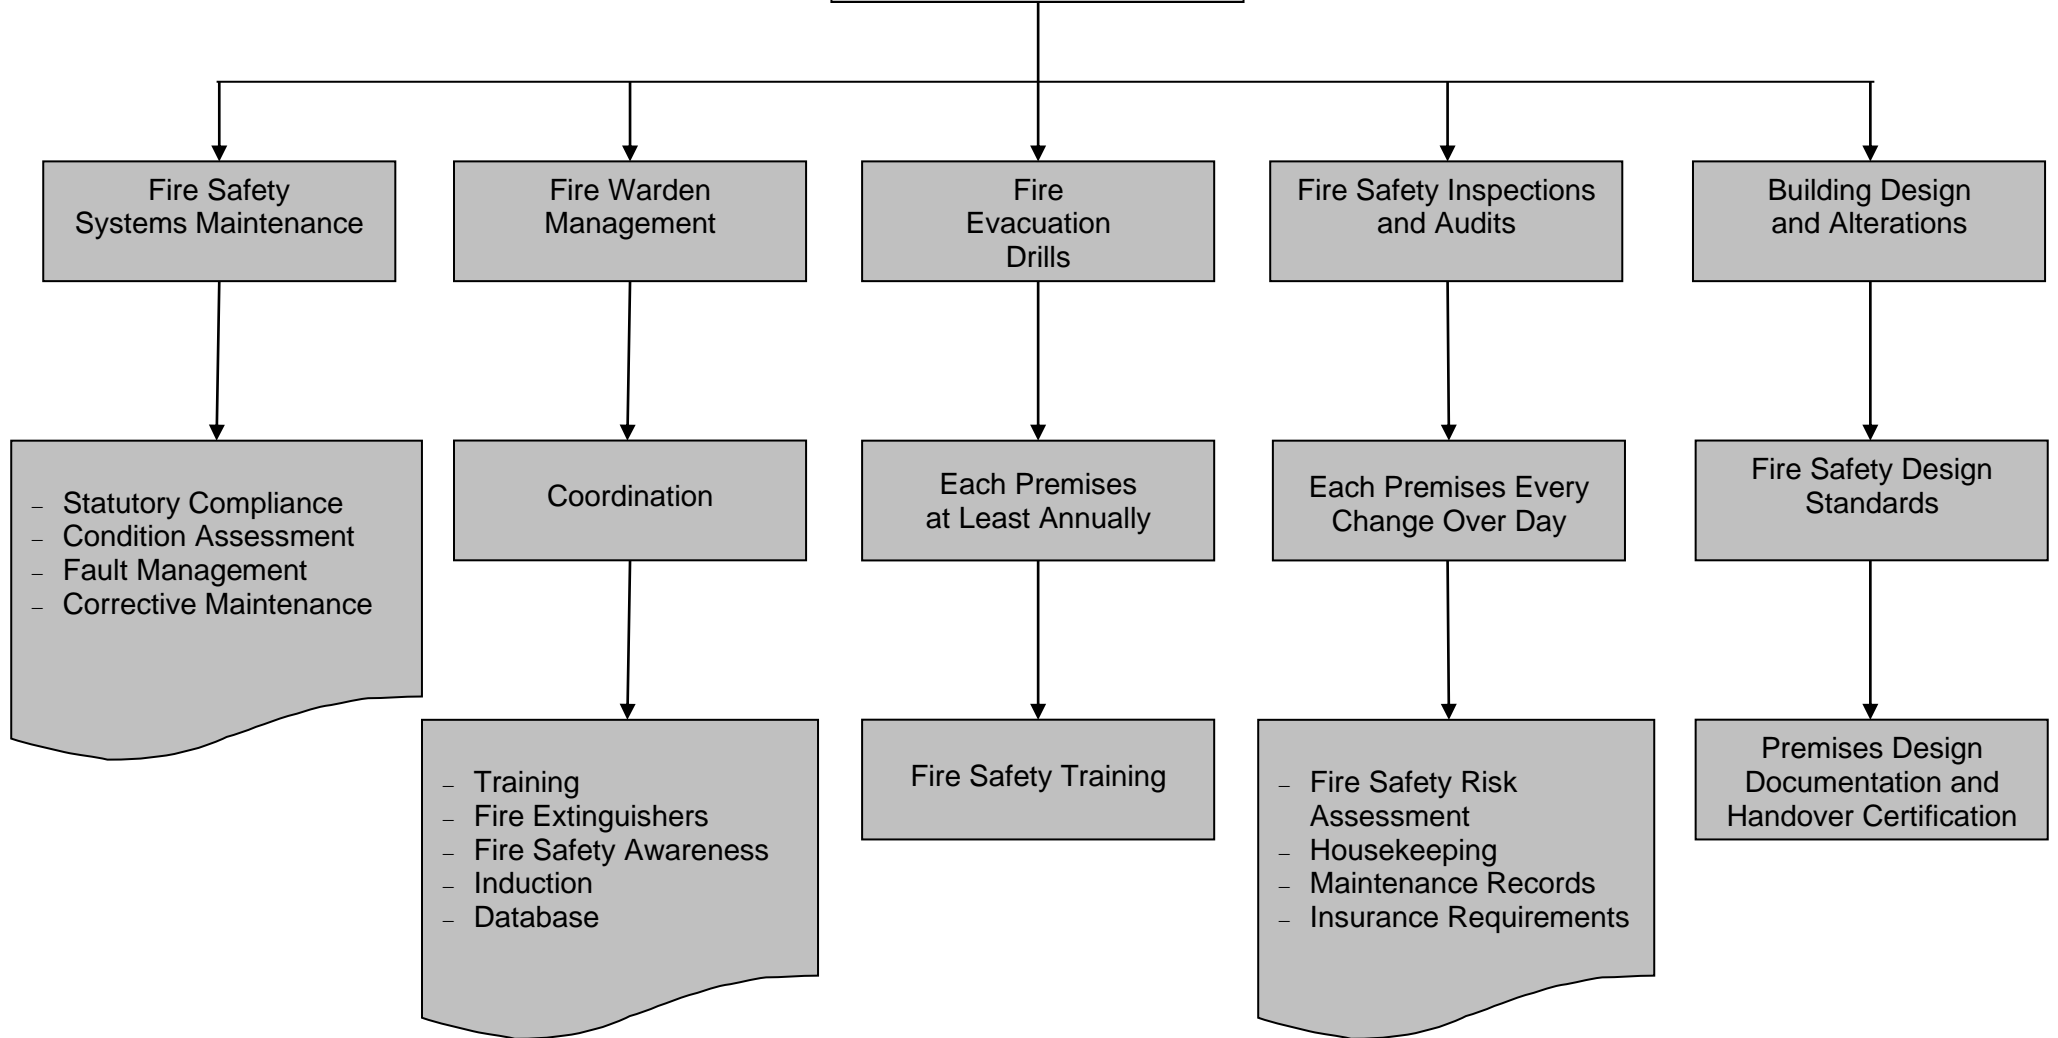 Fire Safety
Systems Maintenance
Fire Warden
Management
Fire
Evacuation
Drills
Fire Safety Inspections
and Audits
Building Design
and Alterations
– Statutory Compliance
– Condition Assessment
– Fault Management
– Corrective Maintenance
Coordination
Each Premises
at Least Annually
Each Premises Every
Change Over Day
Fire Safety Design
Standards
– Training
– Fire Extinguishers
– Fire Safety Awareness
– Induction
– Database
Fire Safety Training
– Fire Safety Risk
Assessment
– Housekeeping
– Maintenance Records
– Insurance Requirements
Premises Design
Documentation and
Handover Certification